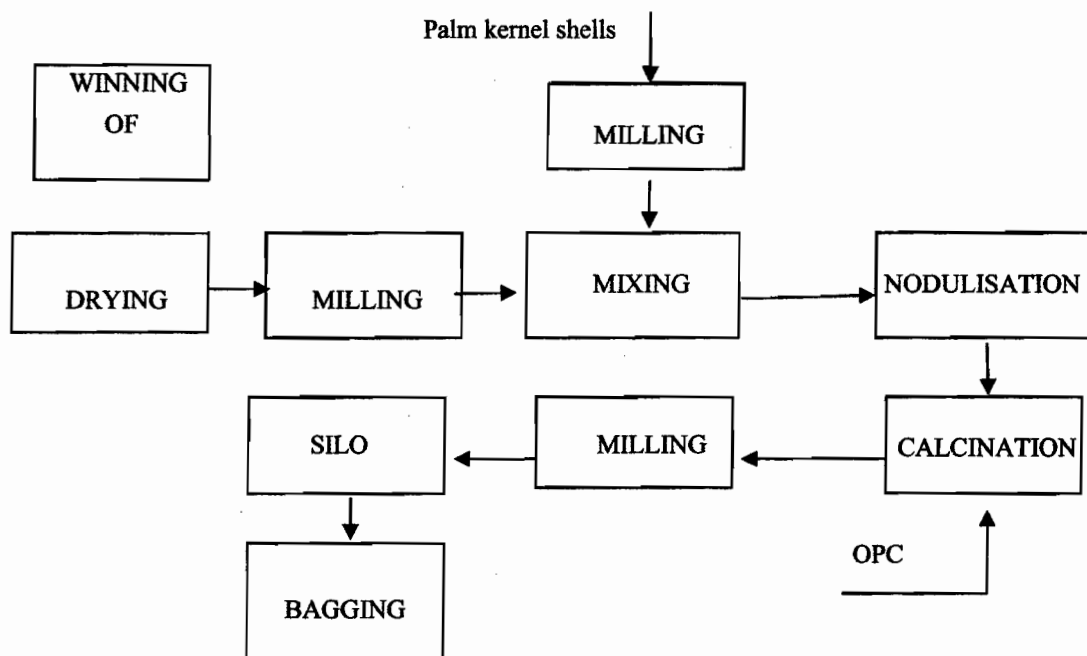 Palm kernel shells
WINNING
OF
MILLING
DRYING
MILLING
MIXING
NODULISATION
SILO
MILLING
CALCINATION
OPC
BAGGING